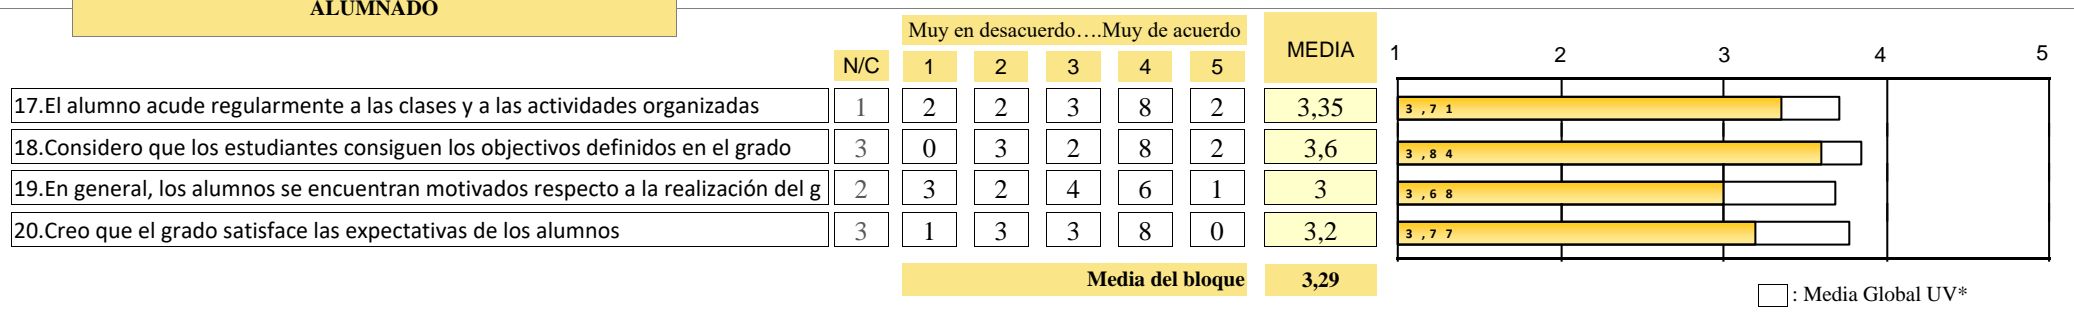 ALUMNADO
Muy en desacuerdo….Muy de acuerdo
MEDIA
1 2 3 4 5
N/C 1 2 3 4 5
17.El alumno acude regularmente a las clases y a las actividades organizadas 1 2 2 3 8 2 3,35 3,71
18.Considero que los estudiantes consiguen los objectivos definidos en el grado 3 0 3 2 8 2 3,6 3,84
19.En general, los alumnos se encuentran motivados respecto a la realización del g 2 3 2 4 6 1 3 3,68
20.Creo que el grado satisface las expectativas de los alumnos 3 1 3 3 8 0 3,2 3,77
Media del bloque 3,29
: Media Global UV*